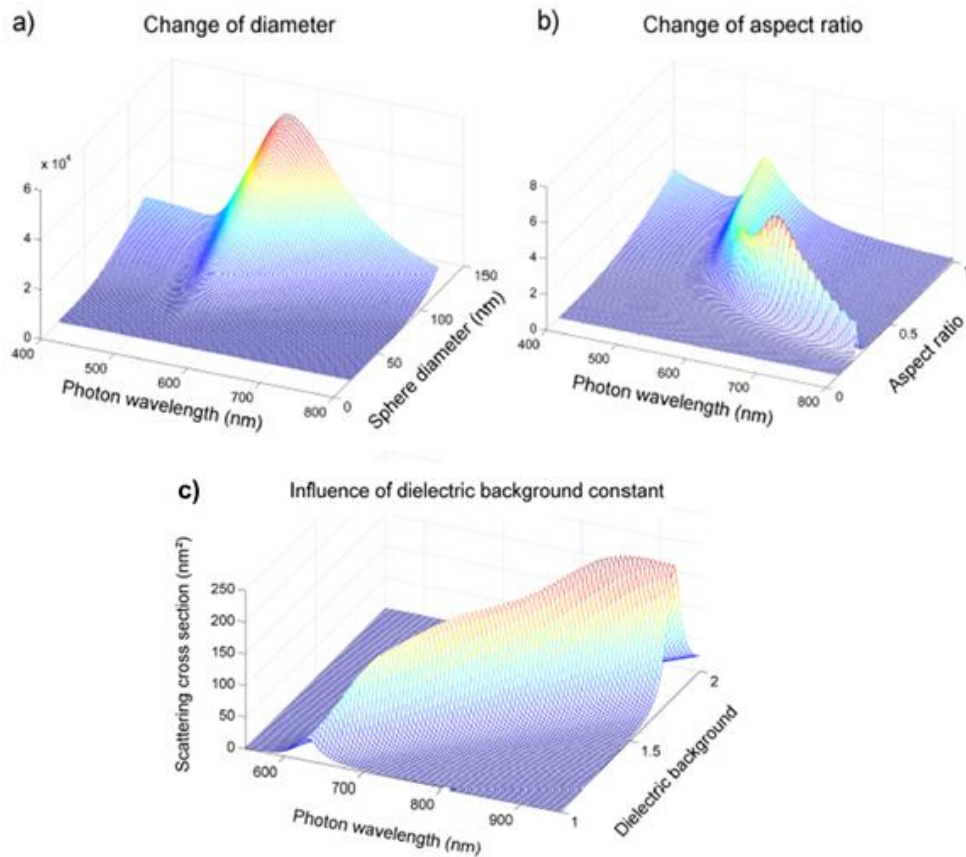 a)
Change of diameter
x 10⁴
6
4
2
0
400
500
600
700
800
Photon wavelength (nm)
0
50
100
150
Sphere diameter (nm)
b)
Change of aspect ratio
8
6
4
2
0
400
500
600
700
800
Photon wavelength (nm)
0
0.5
Aspect ratio
c)
Influence of dielectric background constant
Scattering cross section (nm²)
250
200
150
100
50
0
600
700
800
900
Photon wavelength (nm)
1
1.5
2
Dielectric background